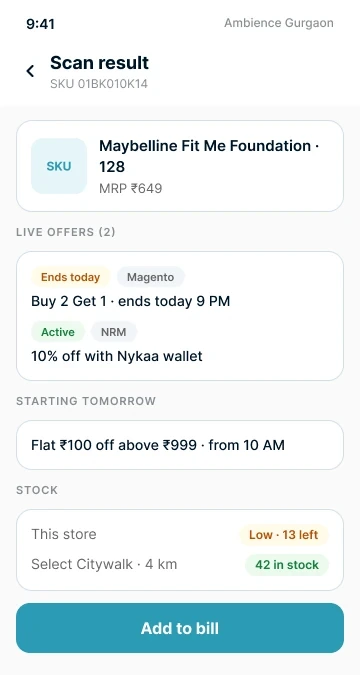 9:41
Ambience Gurgaon
Scan result
SKU 01BK010K14
SKU
Maybelline Fit Me Foundation ·
128
MRP ₹649
LIVE OFFERS (2)
Ends today
Magento
Buy 2 Get 1 · ends today 9 PM
Active
NRM
10% off with Nykaa wallet
STARTING TOMORROW
Flat ₹100 off above ₹999 · from 10 AM
STOCK
This store
Low · 13 left
Select Citywalk · 4 km
42 in stock
Add to bill